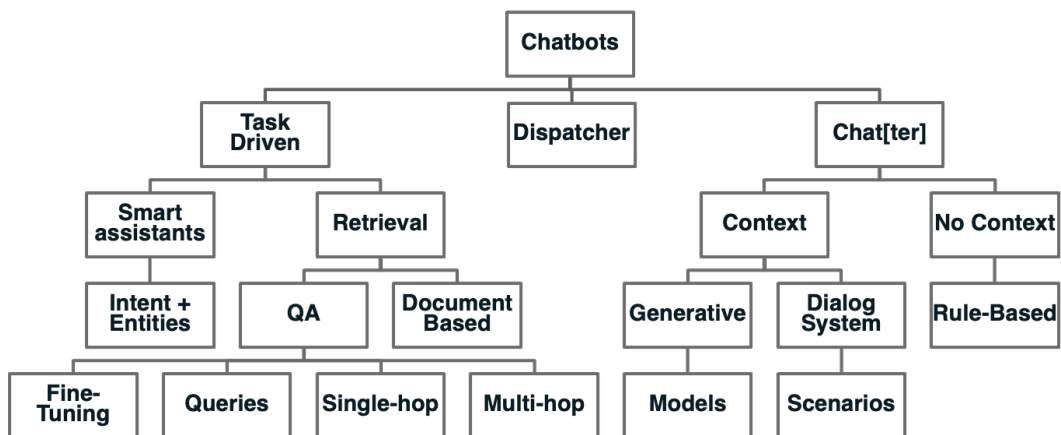 Chatbots
Task
Driven
Dispatcher
Chat[ter]
Smart
assistants
Retrieval
Context
No Context
Intent +
Entities
QA
Document
Based
Generative
Dialog
System
Rule-Based
Fine-
Tuning
Queries
Single-hop
Multi-hop
Models
Scenarios